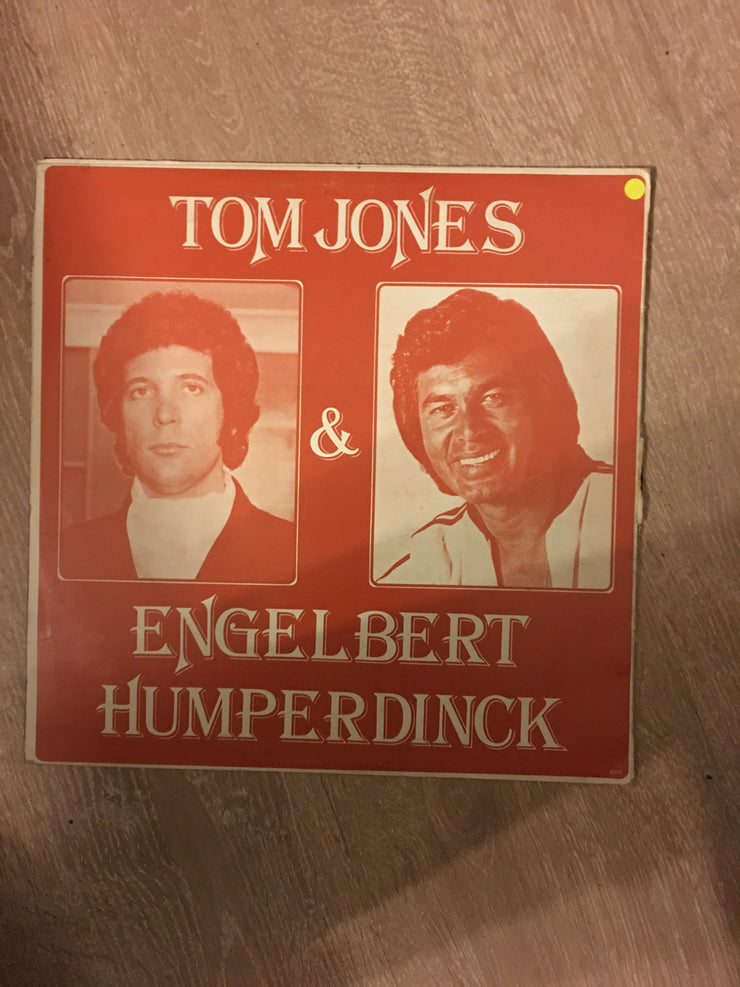 TOM JONES
&
ENGELBERT
HUMPERDINCK